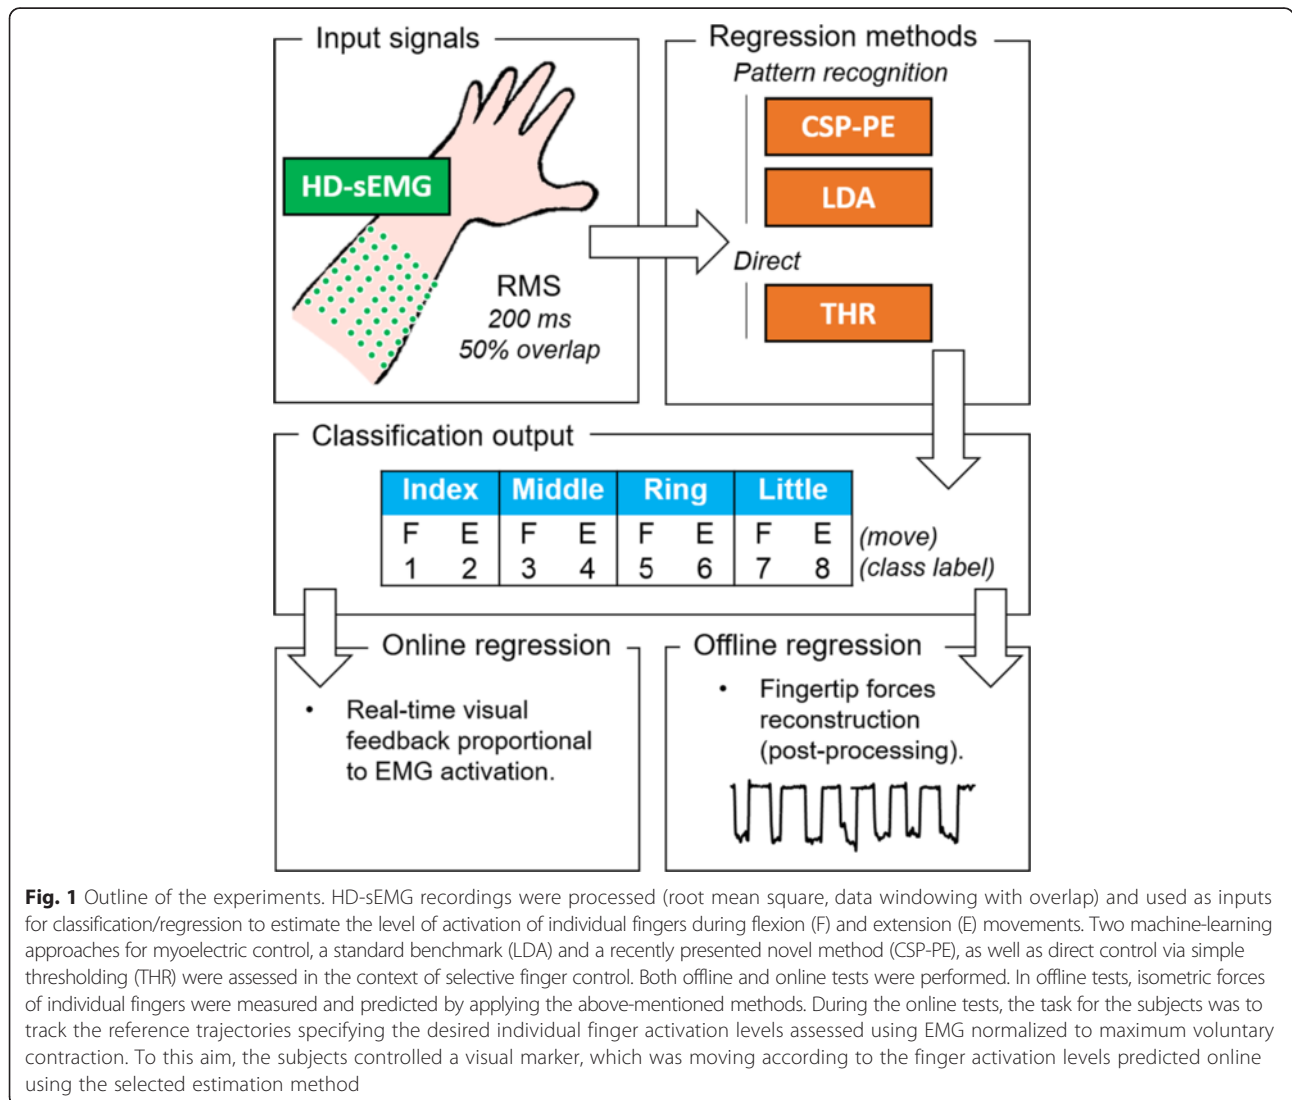 Input signals
HD-sEMG
RMS
200 ms
50% overlap
Regression methods
Pattern recognition
CSP-PE
LDA
Direct
THR
Classification output
Index Middle Ring Little
F E F E F E F E (move)
1 2 3 4 5 6 7 8 (class label)
Online regression
• Real-time visual
feedback proportional
to EMG activation.
Offline regression
• Fingertip forces
reconstruction
(post-processing).
Fig. 1 Outline of the experiments. HD-sEMG recordings were processed (root mean square, data windowing with overlap) and used as inputs
for classification/regression to estimate the level of activation of individual fingers during flexion (F) and extension (E) movements. Two machine-learning
approaches for myoelectric control, a standard benchmark (LDA) and a recently presented novel method (CSP-PE), as well as direct control via simple
thresholding (THR) were assessed in the context of selective finger control. Both offline and online tests were performed. In offline tests, isometric forces
of individual fingers were measured and predicted by applying the above-mentioned methods. During the online tests, the task for the subjects was to
track the reference trajectories specifying the desired individual finger activation levels assessed using EMG normalized to maximum voluntary
contraction. To this aim, the subjects controlled a visual marker, which was moving according to the finger activation levels predicted online
using the selected estimation method